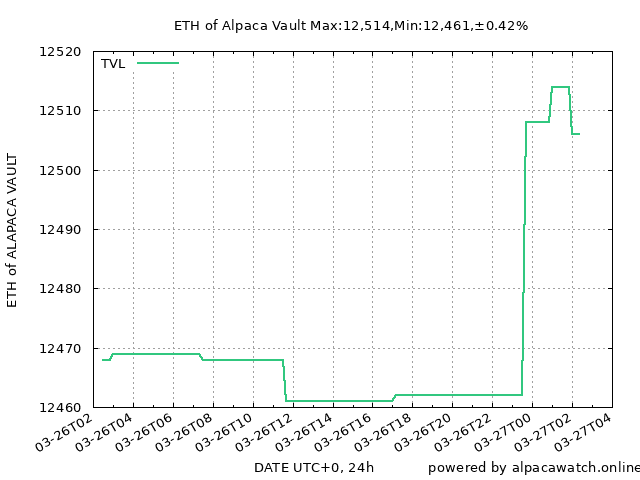 ETH of Alpaca Vault Max:12,514,Min:12,461,±0.42%
TVL
ETH of ALAPACA VAULT
12520
12510
12500
12490
12480
12470
12460
03-26T02
03-26T04
03-26T06
03-26T08
03-26T10
03-26T12
03-26T14
03-26T16
03-26T18
03-26T20
03-26T22
03-27T00
03-27T02
03-27T04
DATE UTC+0, 24h
powered by alpacawatch.online